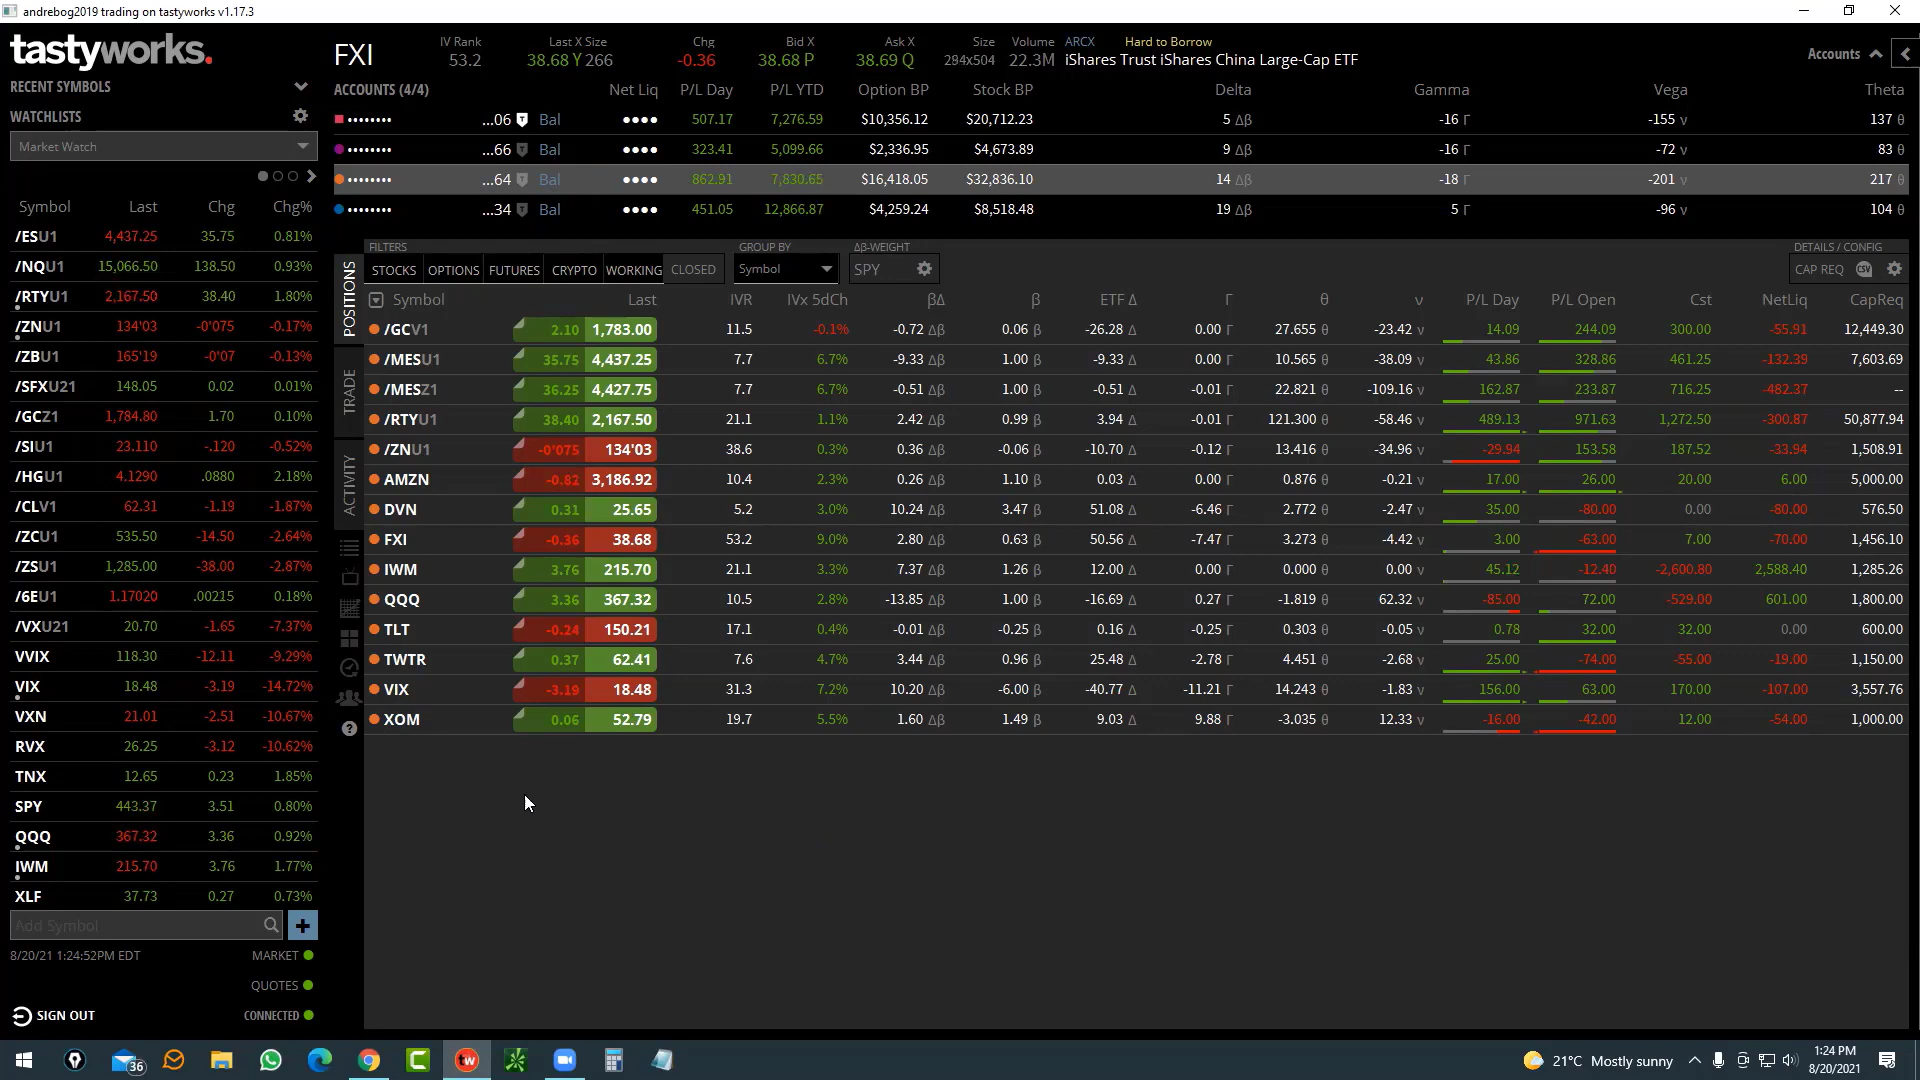 andrebog2019 trading on tastyworks v1.17.3
tastyworks.
RECENT SYMBOLS
WATCHLISTS
Market Watch
Symbol Last Chg Chg%
/ESU1 4,437.25 35.75 0.81%
/NQU1 15,066.50 138.50 0.93%
/RTYU1 2,167.50 38.40 1.80%
/ZNU1 134'03 -0'075 -0.17%
/ZBU1 165'19 -0'07 -0.13%
/SFXU21 148.05 0.02 0.01%
/GCZ1 1,784.80 1.70 0.10%
/SIU1 23.110 -.120 -0.52%
/HGU1 4.1290 .0880 2.18%
/CLV1 62.31 -1.19 -1.87%
/ZCU1 535.50 -14.50 -2.64%
/ZSU1 1,285.00 -38.00 -2.87%
/6EU1 1.17020 .00215 0.18%
/VXU21 20.70 -1.65 -7.37%
VVIX 118.30 -12.11 -9.29%
VIX 18.48 -3.19 -14.72%
VXN 21.01 -2.51 -10.67%
RVX 26.25 -3.12 -10.62%
TNX 12.65 0.23 1.85%
SPY 443.37 3.51 0.80%
QQQ 367.32 3.36 0.92%
IWM 215.70 3.76 1.77%
XLF 37.73 0.27 0.73%
Add Symbol
8/20/21 1:24:52PM EDT MARKET
QUOTES
SIGN OUT CONNECTED
FXI
IV Rank Last X Size Chg Bid X Ask X Size Volume ARCX Hard to Borrow
53.2 38.68 Y 266 -0.36 38.68 P 38.69 Q 294x504 22.3M iShares Trust iShares China Large-Cap ETF
Accounts
ACCOUNTS (4/4) Net Liq P/L Day P/L YTD Option BP Stock BP Delta Gamma Vega Theta
...06 Bal 507.17 7,276.59 $10,356.12 $20,712.23 5 Δβ -16 Γ -155 ν 137 θ
...66 Bal 323.41 5,099.66 $2,336.95 $4,673.89 9 Δβ -16 Γ -72 ν 83 θ
...64 Bal 862.91 7,830.65 $16,418.05 $32,836.10 14 Δβ -18 Γ -201 ν 217 θ
...34 Bal 451.05 12,866.87 $4,259.24 $8,518.48 19 Δβ 5 Γ -96 ν 104 θ
FILTERS GROUP BY Δβ-WEIGHT DETAILS / CONFIG
STOCKS OPTIONS FUTURES CRYPTO WORKING CLOSED Symbol SPY CAP REQ CSV
POSITIONS
TRADE
ACTIVITY
Symbol Last IVR IVx 5dCh βΔ β ETF Δ Γ θ ν P/L Day P/L Open Cst NetLiq CapReq
/GCV1 2.10 1,783.00 11.5 -0.1% -0.72 Δβ 0.06 β -26.28 Δ 0.00 Γ 27.655 θ -23.42 ν 14.09 244.09 300.00 -55.91 12,449.30
/MESU1 35.75 4,437.25 7.7 6.7% -9.33 Δβ 1.00 β -9.33 Δ 0.00 Γ 10.565 θ -38.09 ν 43.86 328.86 461.25 -132.39 7,603.69
/MESZ1 36.25 4,427.75 7.7 6.7% -0.51 Δβ 1.00 β -0.51 Δ -0.01 Γ 22.821 θ -109.16 ν 162.87 233.87 716.25 -482.37 --
/RTYU1 38.40 2,167.50 21.1 1.1% 2.42 Δβ 0.99 β 3.94 Δ -0.01 Γ 121.300 θ -58.46 ν 489.13 971.63 1,272.50 -300.87 50,877.94
/ZNU1 -0'075 134'03 38.6 0.3% 0.36 Δβ -0.06 β -10.70 Δ -0.12 Γ 13.416 θ -34.96 ν -29.94 153.58 187.52 -33.94 1,508.91
AMZN -0.82 3,186.92 10.4 2.3% 0.26 Δβ 1.10 β 0.03 Δ 0.00 Γ 0.876 θ -0.21 ν 17.00 26.00 20.00 6.00 5,000.00
DVN 0.31 25.65 5.2 3.0% 10.24 Δβ 3.47 β 51.08 Δ -6.46 Γ 2.772 θ -2.47 ν 35.00 -80.00 0.00 -80.00 576.50
FXI -0.36 38.68 53.2 9.0% 2.80 Δβ 0.63 β 50.56 Δ -7.47 Γ 3.273 θ -4.42 ν 3.00 -63.00 7.00 -70.00 1,456.10
IWM 3.76 215.70 21.1 3.3% 7.37 Δβ 1.26 β 12.00 Δ 0.00 Γ 0.000 θ 0.00 ν 45.12 -12.40 -2,600.80 2,588.40 1,285.26
QQQ 3.36 367.32 10.5 2.8% -13.85 Δβ 1.00 β -16.69 Δ 0.27 Γ -1.819 θ 62.32 ν -85.00 72.00 -529.00 601.00 1,800.00
TLT -0.24 150.21 17.1 0.4% -0.01 Δβ -0.25 β 0.16 Δ -0.25 Γ 0.303 θ -0.05 ν 0.78 32.00 32.00 0.00 600.00
TWTR 0.37 62.41 7.6 4.7% 3.44 Δβ 0.96 β 25.48 Δ -2.78 Γ 4.451 θ -2.68 ν 25.00 -74.00 -55.00 -19.00 1,150.00
VIX -3.19 18.48 31.3 7.2% 10.20 Δβ -6.00 β -40.77 Δ -11.21 Γ 14.243 θ -1.83 ν 156.00 63.00 170.00 -107.00 3,557.76
XOM 0.06 52.79 19.7 5.5% 1.60 Δβ 1.49 β 9.03 Δ 9.88 Γ -3.035 θ 12.33 ν -16.00 -42.00 12.00 -54.00 1,000.00
36
tw
21°C Mostly sunny
1:24 PM
8/20/2021